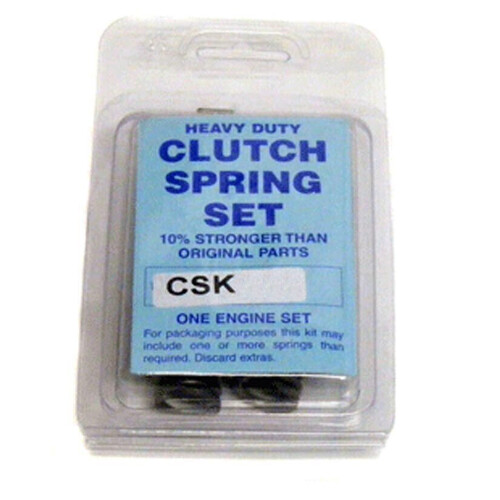 HEAVY DUTY
CLUTCH
SPRING
SET
10% STRONGER THAN
ORIGINAL PARTS
CSK
ONE ENGINE SET
For packaging purposes this kit may
include one or more springs than
required. Discard extras.